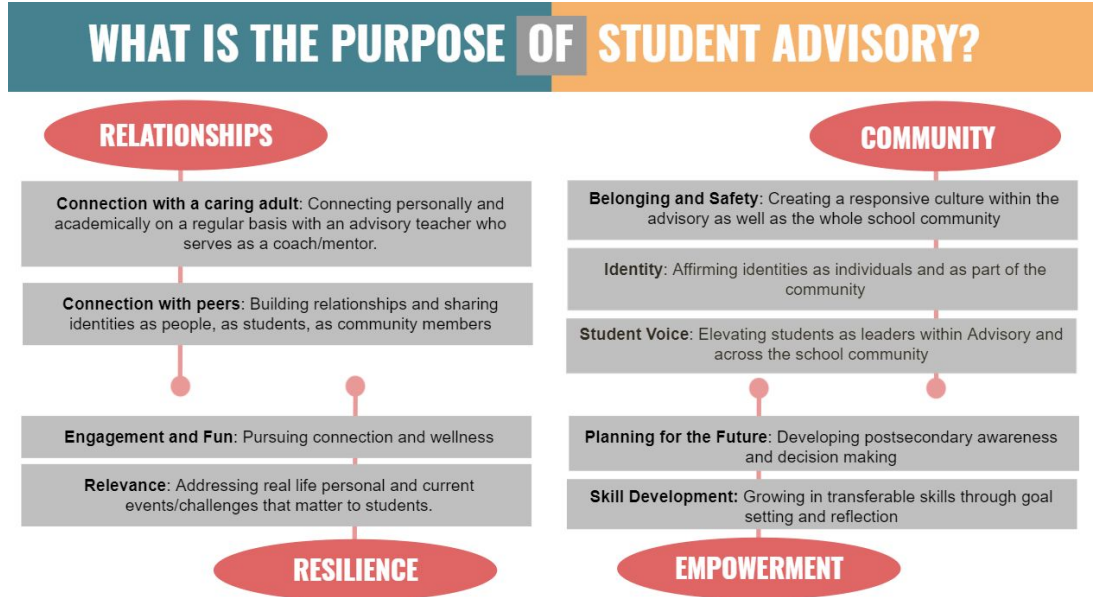 WHAT IS THE PURPOSE OF STUDENT ADVISORY?
RELATIONSHIPS
Connection with a caring adult: Connecting personally and
academically on a regular basis with an advisory teacher who
serves as a coach/mentor.
Connection with peers: Building relationships and sharing
identities as people, as students, as community members
COMMUNITY
Belonging and Safety: Creating a responsive culture within the
advisory as well as the whole school community
Identity: Affirming identities as individuals and as part of the
community
Student Voice: Elevating students as leaders within Advisory and
across the school community
Engagement and Fun: Pursuing connection and wellness
Relevance: Addressing real life personal and current
events/challenges that matter to students.
RESILIENCE
Planning for the Future: Developing postsecondary awareness
and decision making
Skill Development: Growing in transferable skills through goal
setting and reflection
EMPOWERMENT